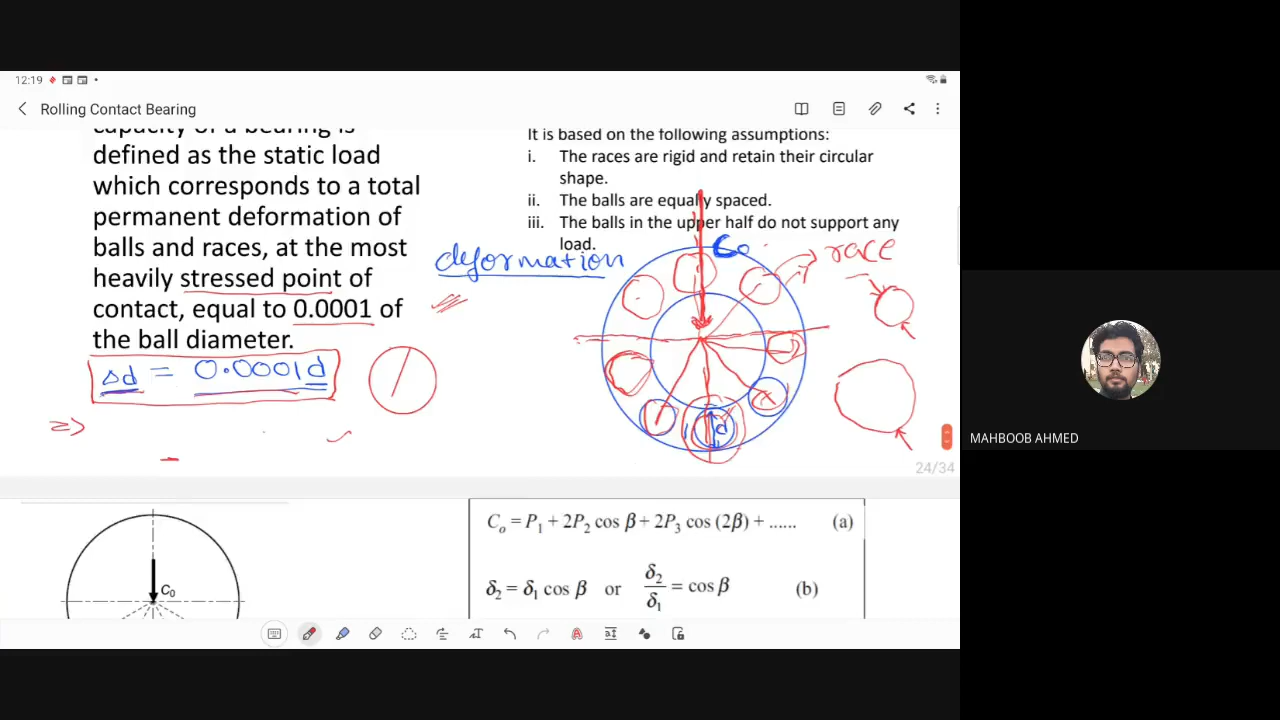 12:19
Rolling Contact Bearing
capacity of a bearing is
defined as the static load
which corresponds to a total
permanent deformation of
balls and races, at the most
heavily stressed point of
contact, equal to 0.0001 of
the ball diameter.
Δd = 0.0001d
It is based on the following assumptions:
i. The races are rigid and retain their circular
shape.
ii. The balls are equally spaced.
iii. The balls in the upper half do not support any
load.
deformation
Co
race
d
24/34
C₀
Cₒ = P₁ + 2P₂ cos β + 2P₃ cos (2β) + ...... (a)
δ₂ = δ₁ cos β or δ₂/δ₁ = cos β (b)
MAHBOOB AHMED